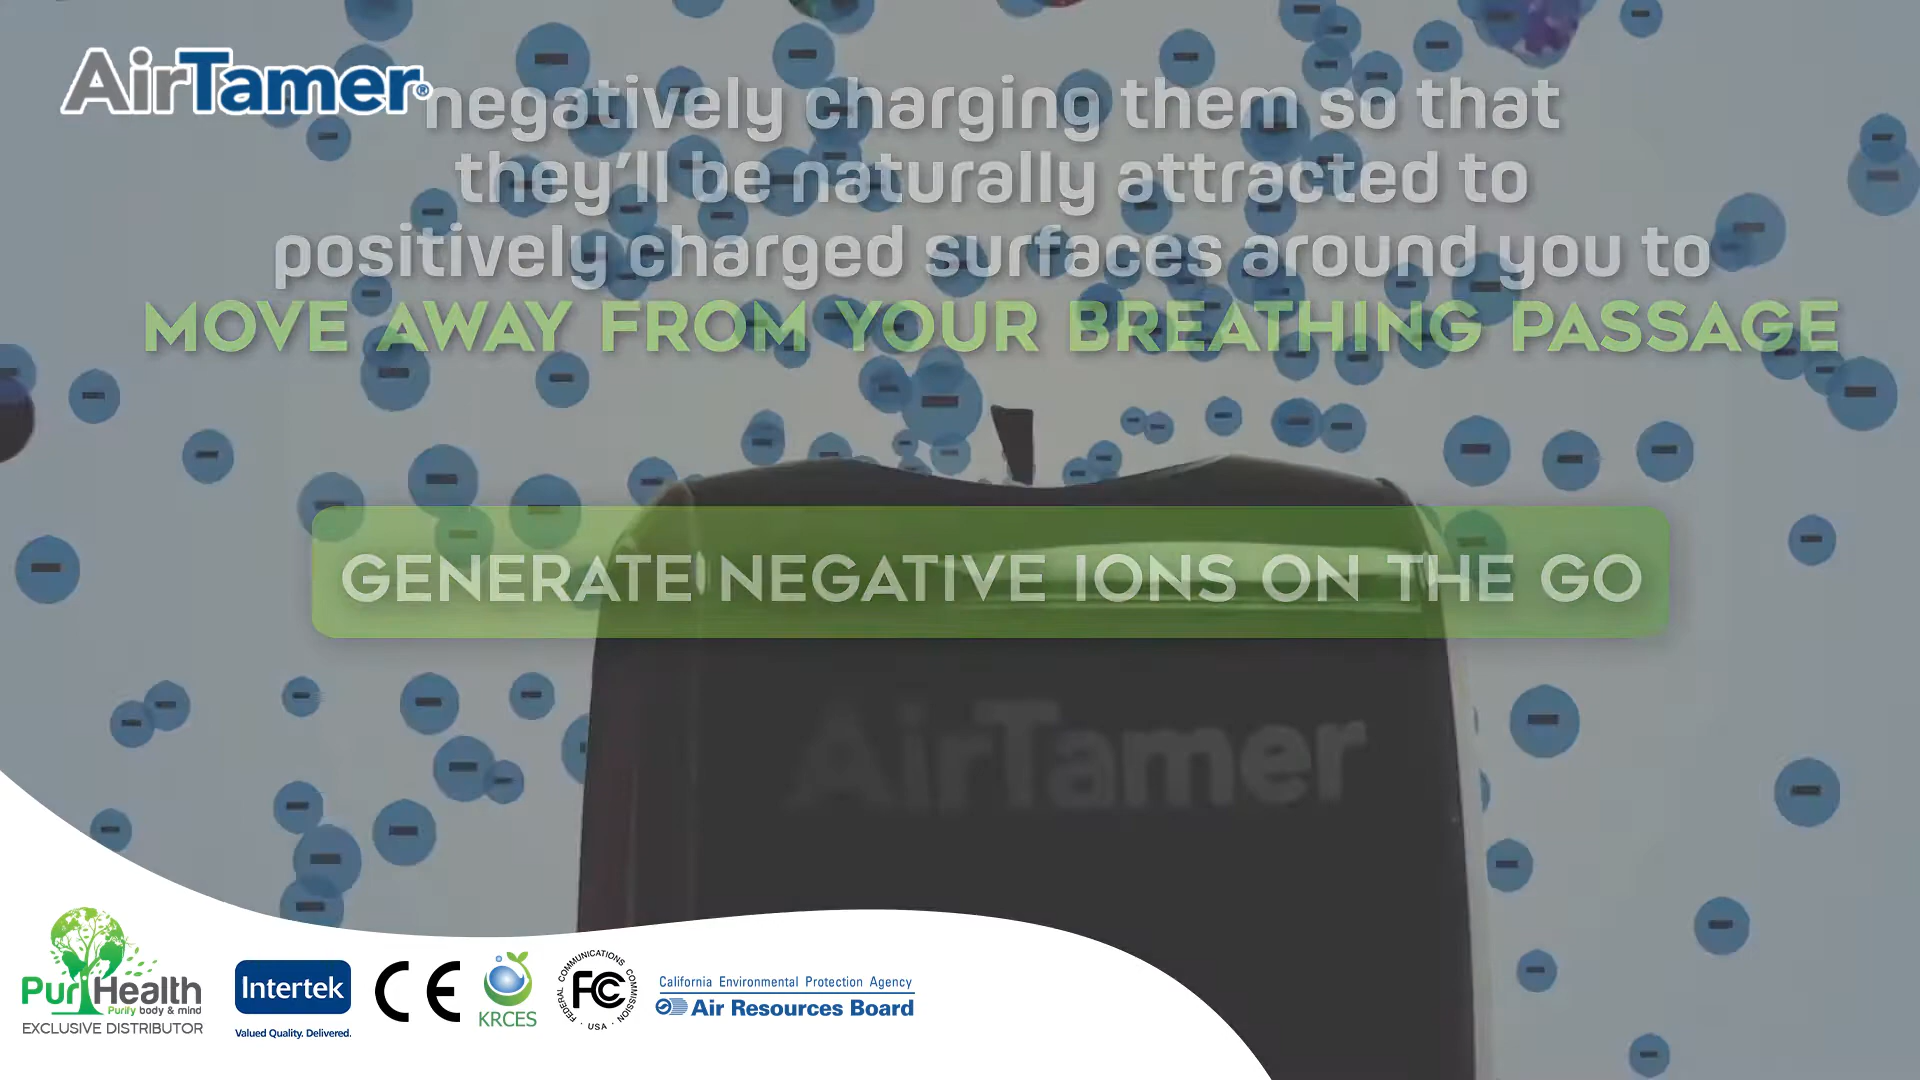 AirTamer®
negatively charging them so that
they'll be naturally attracted to
positively charged surfaces around you to
MOVE AWAY FROM YOUR BREATHING PASSAGE
GENERATE NEGATIVE IONS ON THE GO
AirTamer
PuriHealth
Purify body & mind
EXCLUSIVE DISTRIBUTOR
Intertek
Valued Quality. Delivered.
CE
KRCES
FEDERAL COMMUNICATIONS COMMISSION
FC
USA
California Environmental Protection Agency
Air Resources Board